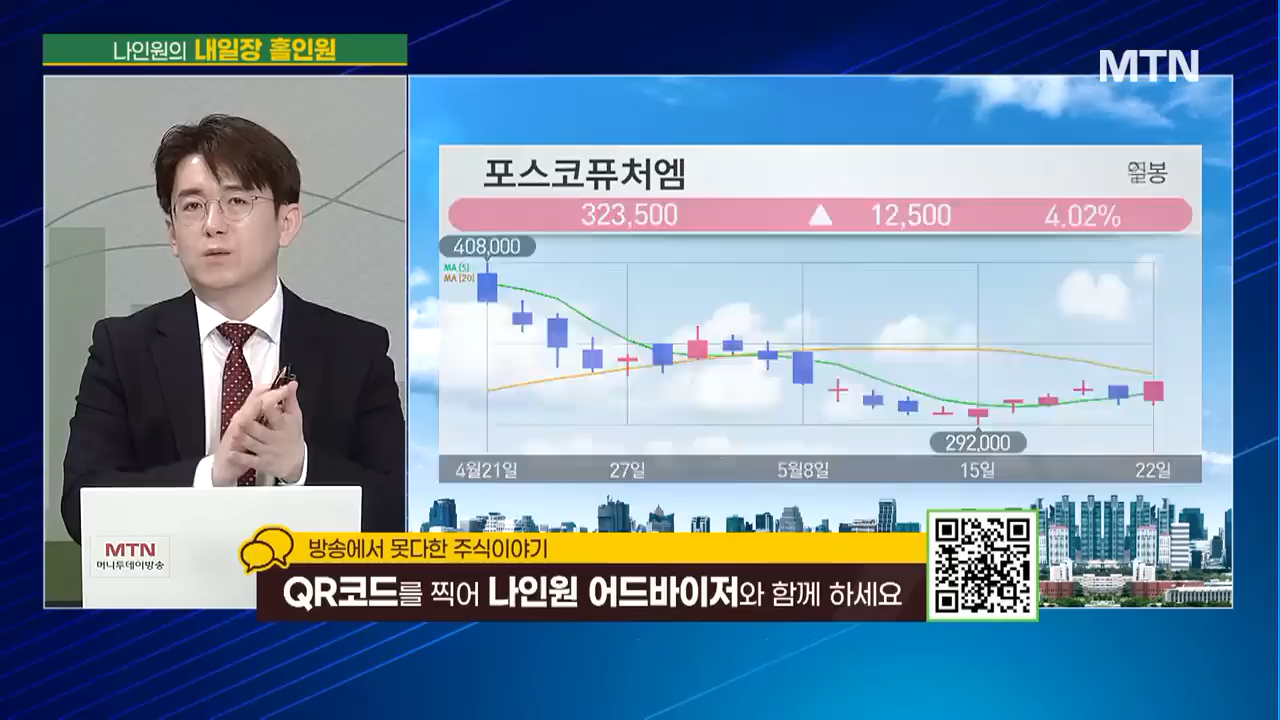 나인원의 내일장 홀인원
MTN
포스코퓨처엠
323,500 ▲ 12,500 4.02%
408,000
MA [5]
MA [20]
292,000
4월21일 27일 5월8일 15일 22일
MTN
머니투데이방송
방송에서 못다한 주식이야기
QR코드를 찍어 나인원 어드바이저와 함께 하세요